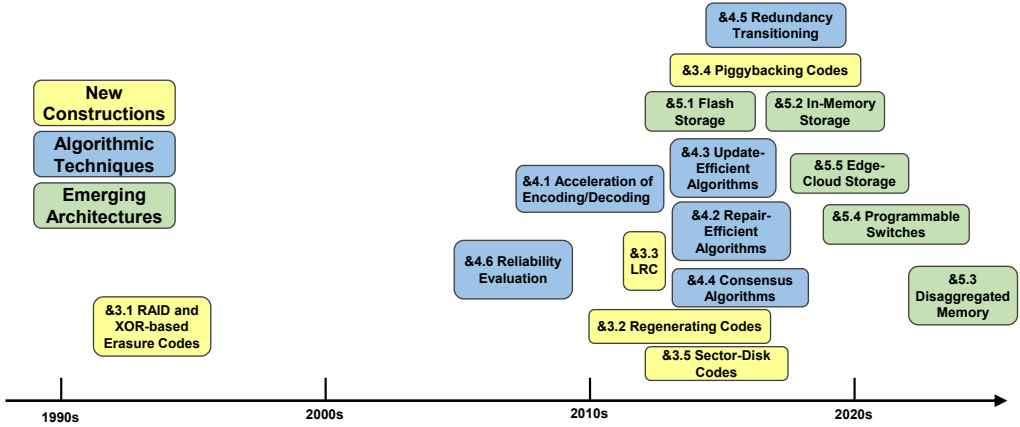 &4.5 Redundancy
Transitioning
&3.4 Piggybacking Codes
New
Constructions
&5.1 Flash
Storage
&5.2 In-Memory
Storage
Algorithmic
Techniques
&4.3 Update-
Efficient
Algorithms
&5.5 Edge-
Cloud Storage
&4.1 Acceleration of
Encoding/Decoding
Emerging
Architectures
&4.2 Repair-
Efficient
Algorithms
&5.4 Programmable
Switches
&4.6 Reliability
Evaluation
&3.3
LRC
&4.4 Consensus
Algorithms
&5.3
Disaggregated
Memory
&3.1 RAID and
XOR-based
Erasure Codes
&3.2 Regenerating Codes
&3.5 Sector-Disk
Codes
1990s
2000s
2010s
2020s